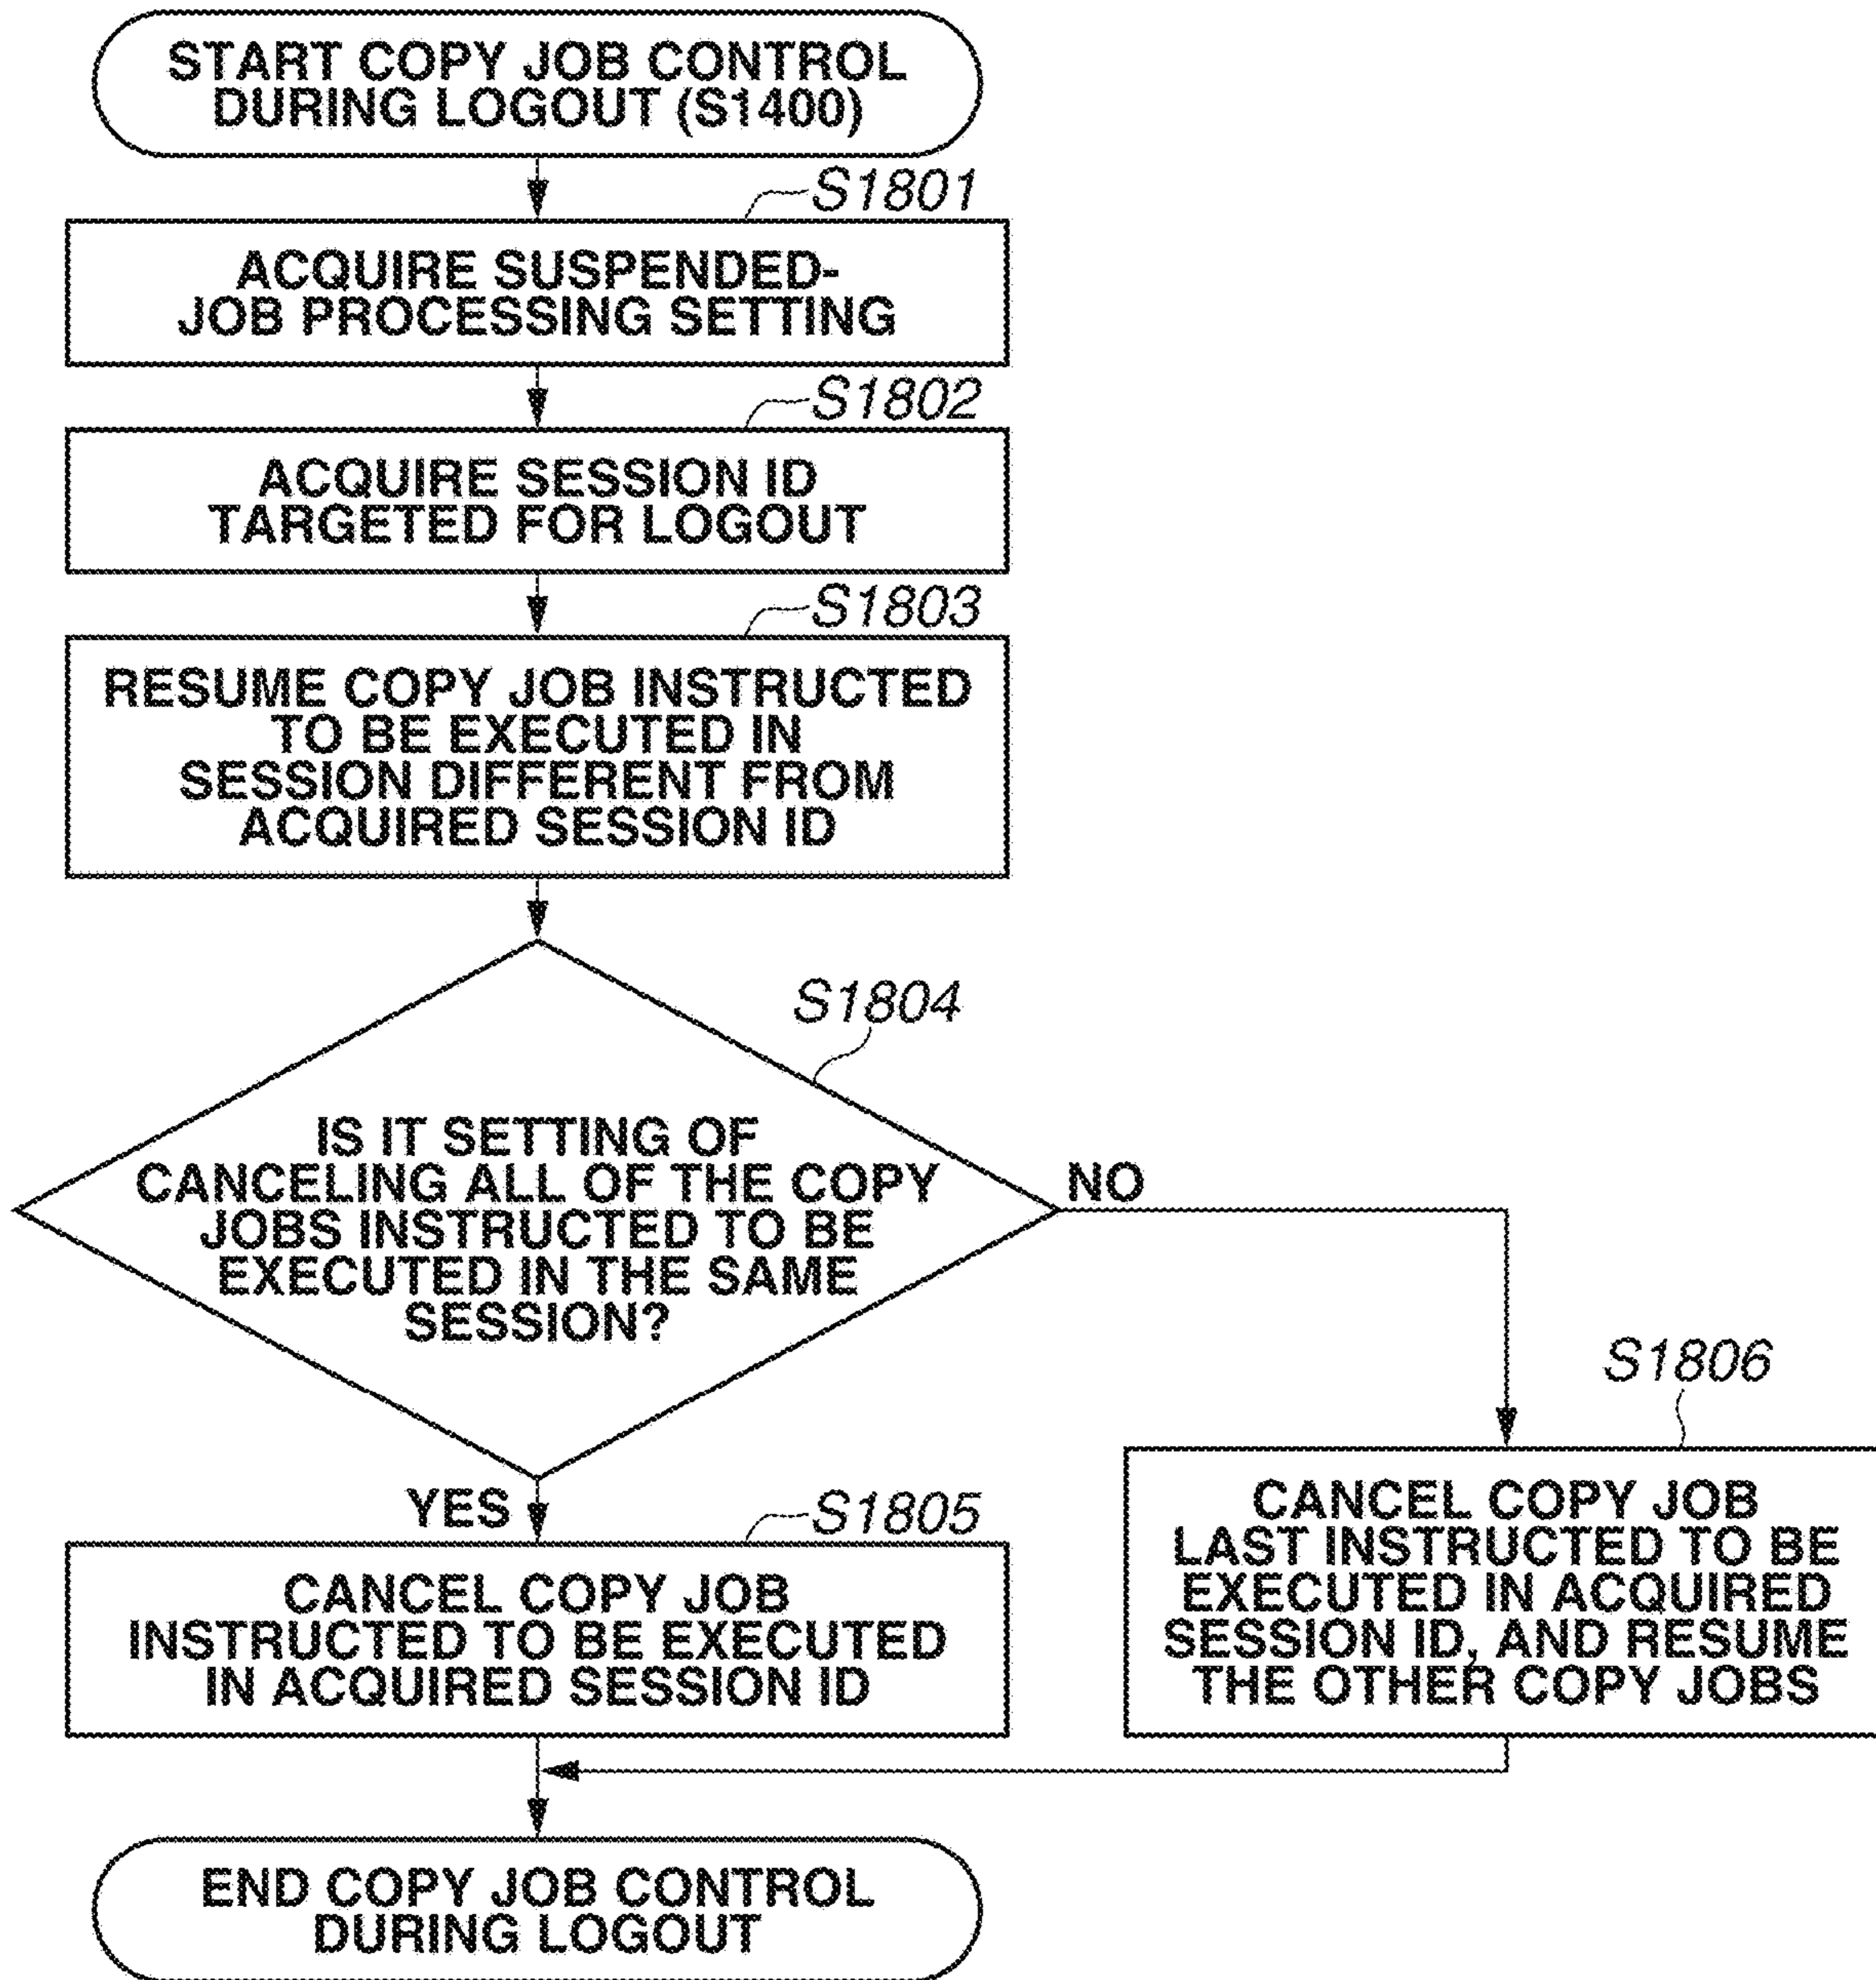 START COPY JOB CONTROL
DURING LOGOUT (S1400)
S1801
ACQUIRE SUSPENDED-
JOB PROCESSING SETTING
S1802
ACQUIRE SESSION ID
TARGETED FOR LOGOUT
S1803
RESUME COPY JOB INSTRUCTED
TO BE EXECUTED IN
SESSION DIFFERENT FROM
ACQUIRED SESSION ID
S1804
IS IT SETTING OF
CANCELING ALL OF THE COPY
JOBS INSTRUCTED TO BE
EXECUTED IN THE SAME
SESSION?
NO
YES
S1805
CANCEL COPY JOB
INSTRUCTED TO BE EXECUTED
IN ACQUIRED SESSION ID
S1806
CANCEL COPY JOB
LAST INSTRUCTED TO BE
EXECUTED IN ACQUIRED
SESSION ID, AND RESUME
THE OTHER COPY JOBS
END COPY JOB CONTROL
DURING LOGOUT